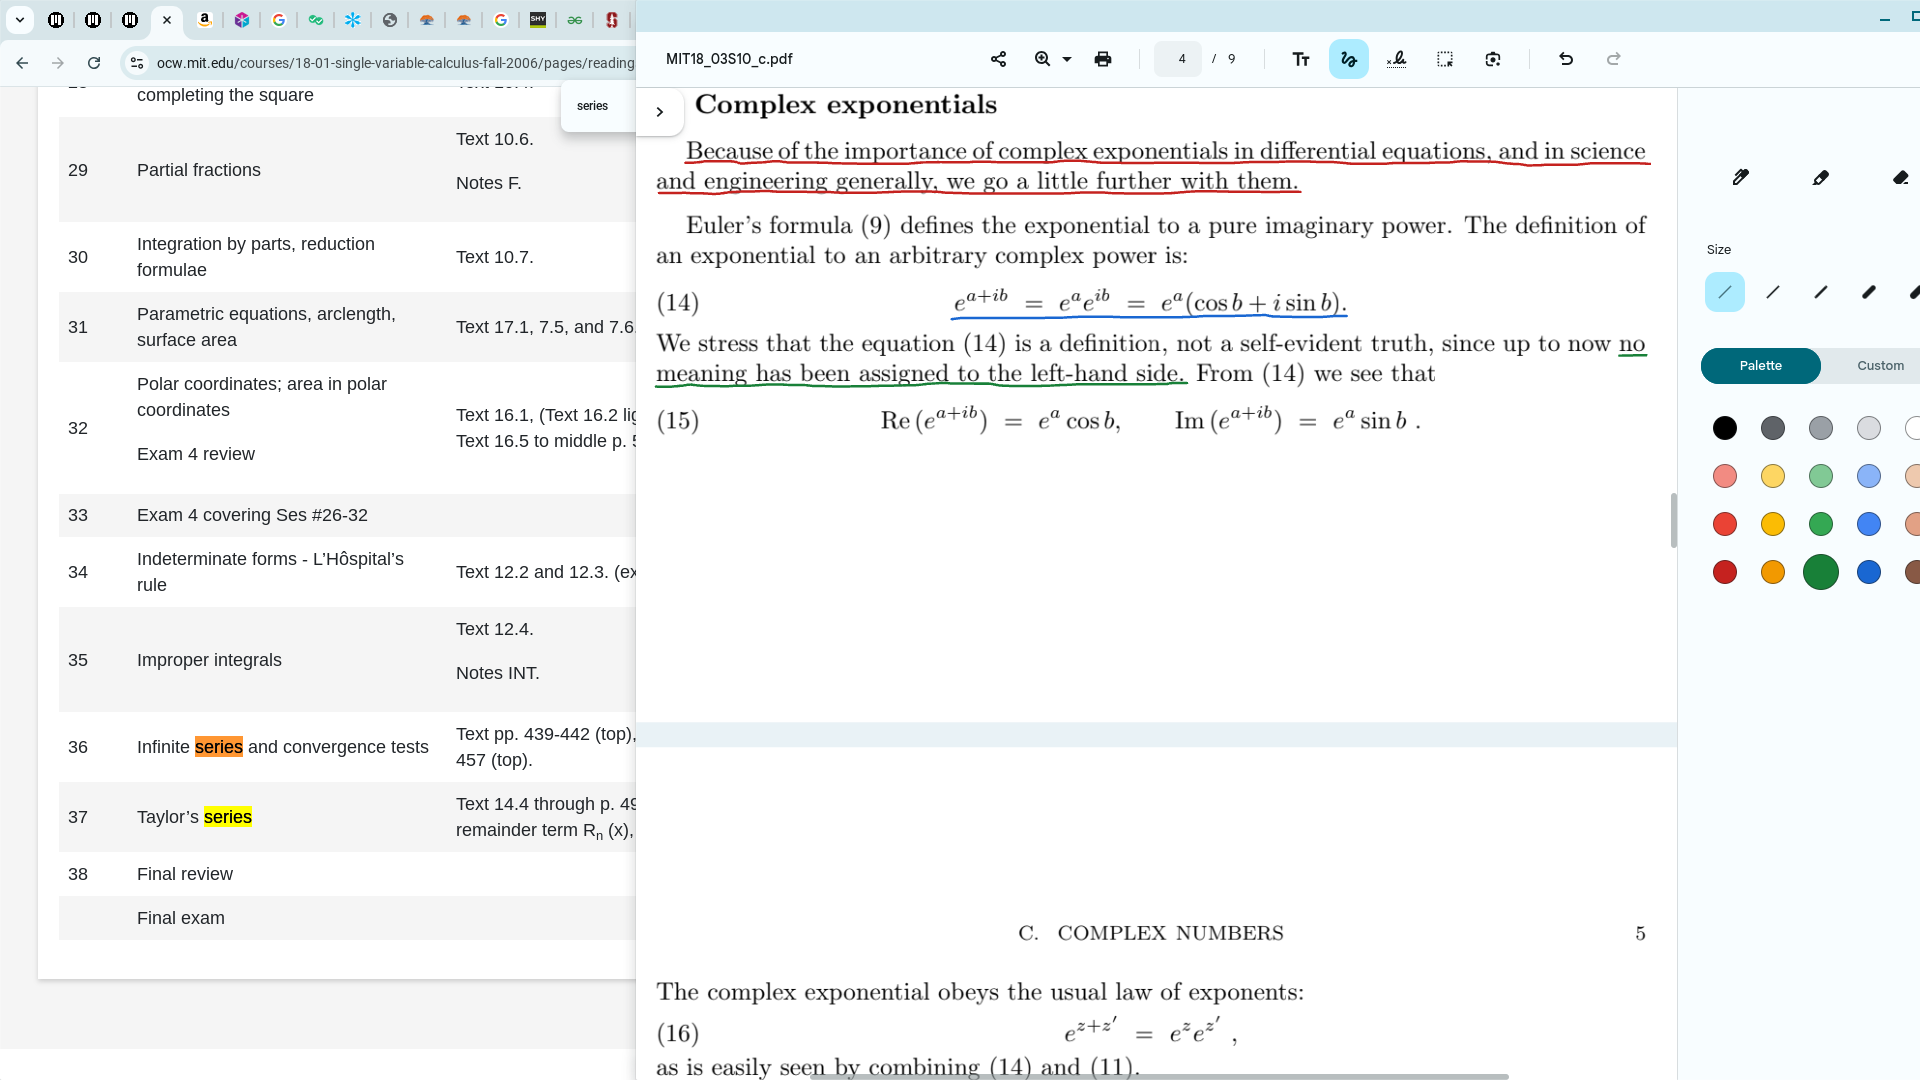 ocw.mit.edu/courses/18-01-single-variable-calculus-fall-2006/pages/reading
series
completing the square
29 Partial fractions Text 10.6.
Notes F.
30 Integration by parts, reduction formulae Text 10.7.
31 Parametric equations, arclength, surface area Text 17.1, 7.5, and 7.6
32 Polar coordinates; area in polar coordinates Text 16.1, (Text 16.2 lig
Exam 4 review Text 16.5 to middle p. 5
33 Exam 4 covering Ses #26-32
34 Indeterminate forms - L’Hôspital’s rule Text 12.2 and 12.3. (ex
35 Improper integrals Text 12.4.
Notes INT.
36 Infinite series and convergence tests Text pp. 439-442 (top),
457 (top).
37 Taylor’s series Text 14.4 through p. 49
remainder term Rn (x),
38 Final review
Final exam
MIT18_03S10_c.pdf
4 / 9
Complex exponentials
Because of the importance of complex exponentials in differential equations, and in science
and engineering generally, we go a little further with them.
Euler’s formula (9) defines the exponential to a pure imaginary power. The definition of
an exponential to an arbitrary complex power is:
(14) e^{a+ib} = e^a e^{ib} = e^a(cos b + i sin b).
We stress that the equation (14) is a definition, not a self-evident truth, since up to now no
meaning has been assigned to the left-hand side. From (14) we see that
(15) Re (e^{a+ib}) = e^a cos b, Im (e^{a+ib}) = e^a sin b .
C. COMPLEX NUMBERS 5
The complex exponential obeys the usual law of exponents:
(16) e^{z+z′} = e^z e^{z′} ,
as is easily seen by combining (14) and (11).
Size
Palette
Custom